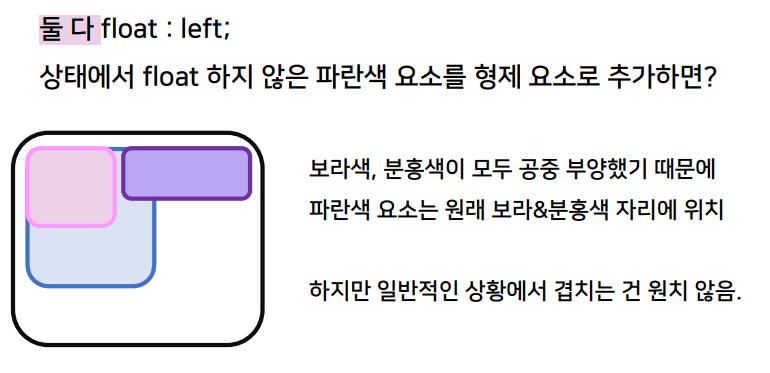 둘 다 float : left;
상태에서 float 하지 않은 파란색 요소를 형제 요소로 추가하면?
보라색, 분홍색이 모두 공중 부양했기 때문에
파란색 요소는 원래 보라&분홍색 자리에 위치
하지만 일반적인 상황에서 겹치는 건 원치 않음.